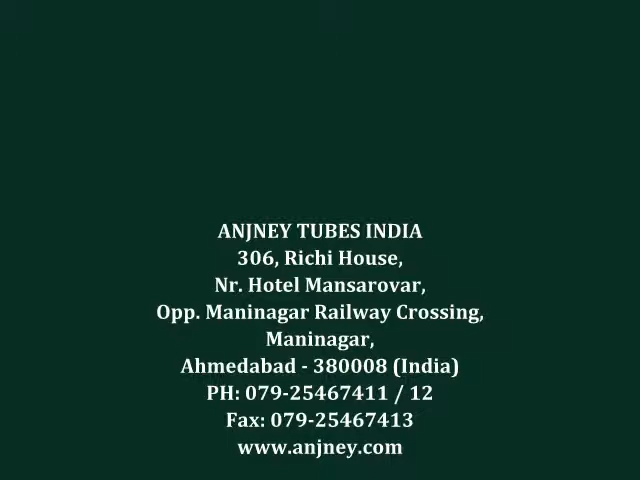 ANJNEY TUBES INDIA
306, Richi House,
Nr. Hotel Mansarovar,
Opp. Maninagar Railway Crossing,
Maninagar,
Ahmedabad - 380008 (India)
PH: 079-25467411 / 12
Fax: 079-25467413
www.anjney.com